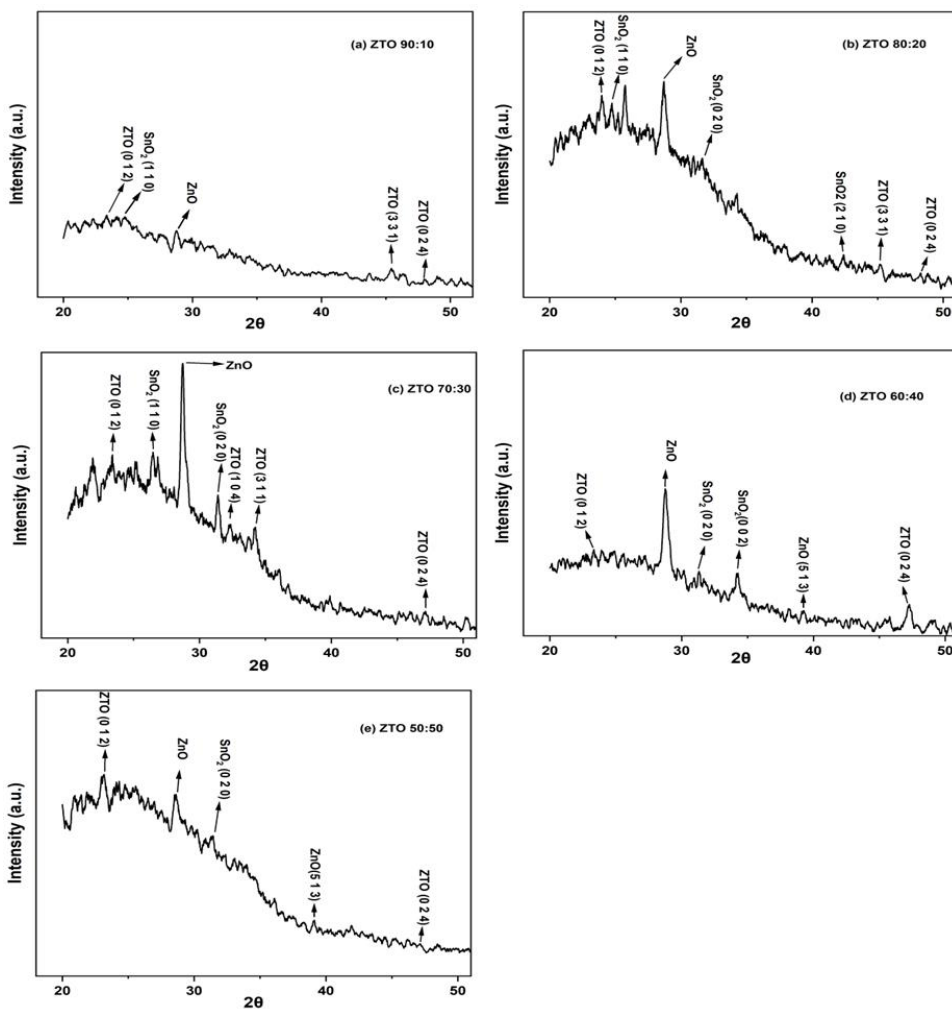 (a) ZTO 90:10
Intensity (a.u.)
ZTO (0 1 2)
SnO2 (1 1 0)
ZnO
ZTO (3 3 1)
ZTO (0 2 4)
20 30 40 50
2θ
(b) ZTO 80:20
Intensity (a.u.)
ZTO (0 1 2)
SnO2 (1 1 0)
ZnO
SnO2 (0 2 0)
SnO2 (2 1 0)
ZTO (3 3 1)
ZTO (0 2 4)
20 30 40 50
2θ
(c) ZTO 70:30
Intensity (a.u.)
ZTO (0 1 2)
SnO2 (1 1 0)
ZnO
SnO2 (0 2 0)
ZTO (1 0 4)
ZTO (3 1 1)
ZTO (0 2 4)
20 30 40 50
2θ
(d) ZTO 60:40
Intensity (a.u.)
ZTO (0 1 2)
ZnO
SnO2 (0 2 0)
SnO2 (0 0 2)
ZnO (5 1 3)
ZTO (0 2 4)
20 30 40 50
2θ
(e) ZTO 50:50
Intensity (a.u.)
ZTO (0 1 2)
ZnO
SnO2 (0 2 0)
ZnO(5 1 3)
ZTO (0 2 4)
20 30 40 50
2θ